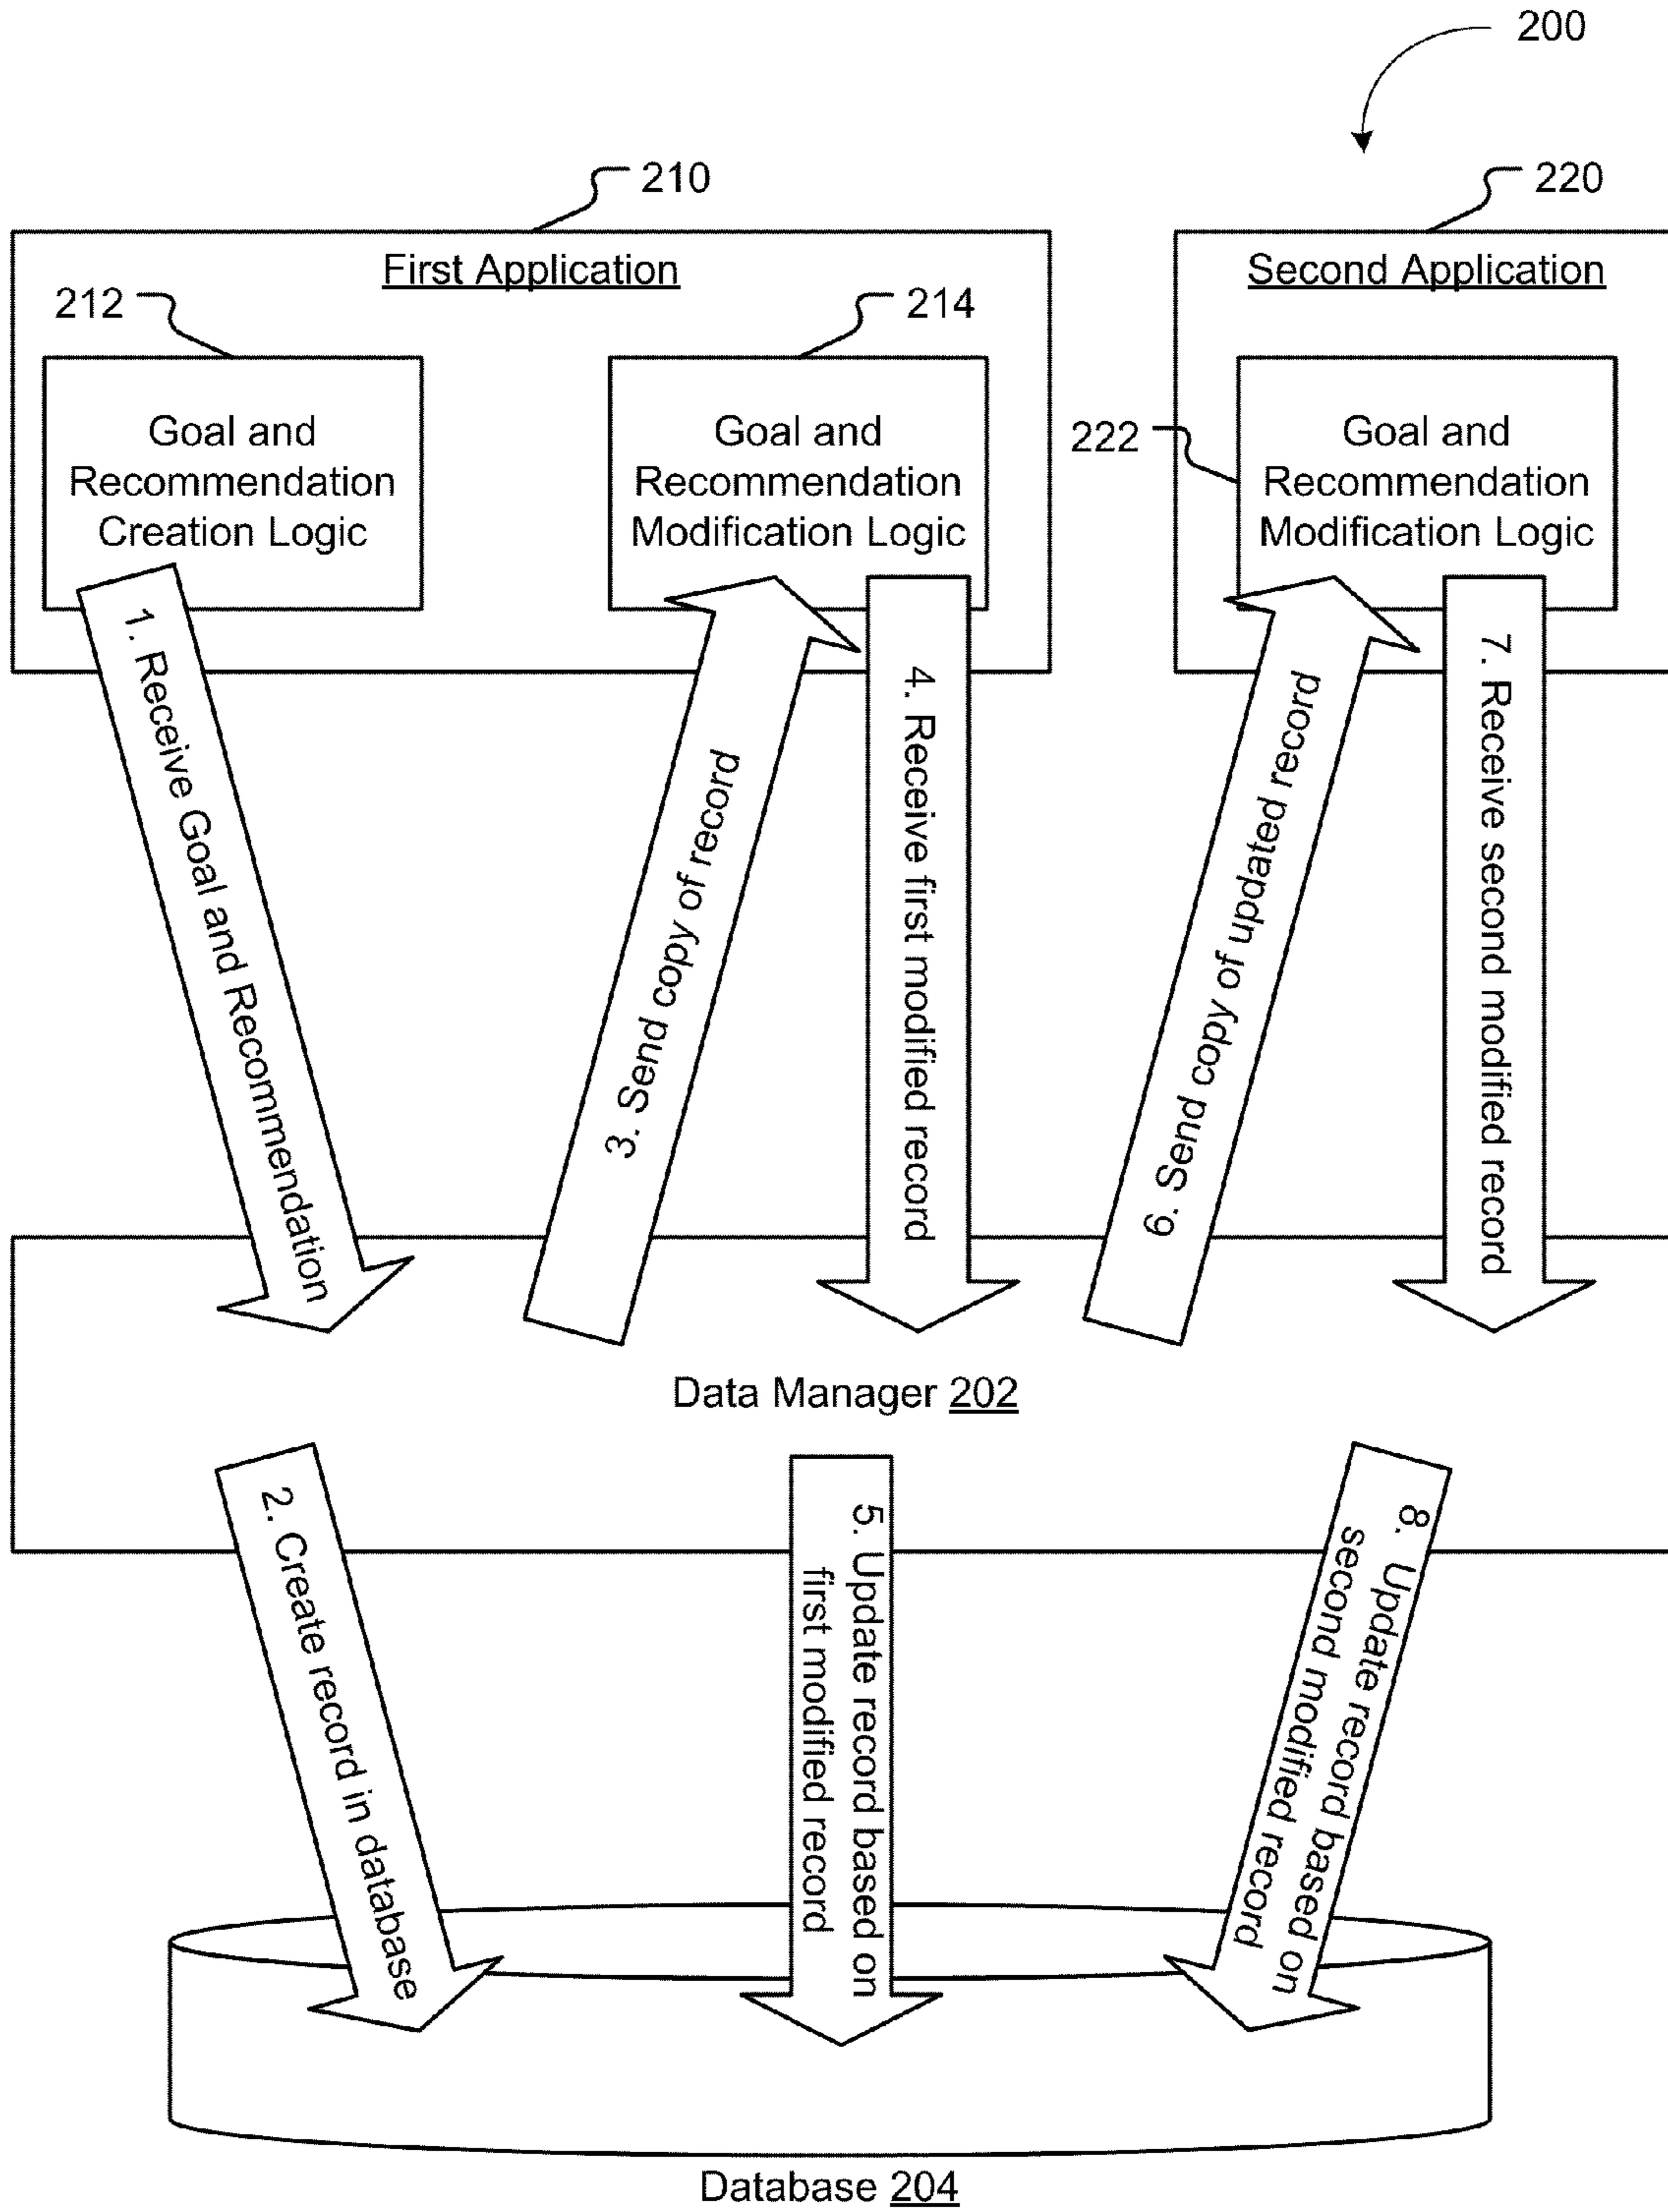 200
210
220
First Application
Second Application
212
214
222
Goal and
Recommendation
Creation Logic
Goal and
Recommendation
Modification Logic
Goal and
Recommendation
Modification Logic
1. Receive Goal and Recommendation
3. Send copy of record
4. Receive first modified record
6. Send copy of updated record
7. Receive second modified record
Data Manager 202
2. Create record in database
5. Update record based on
first modified record
8. Update record based on
second modified record
Database 204